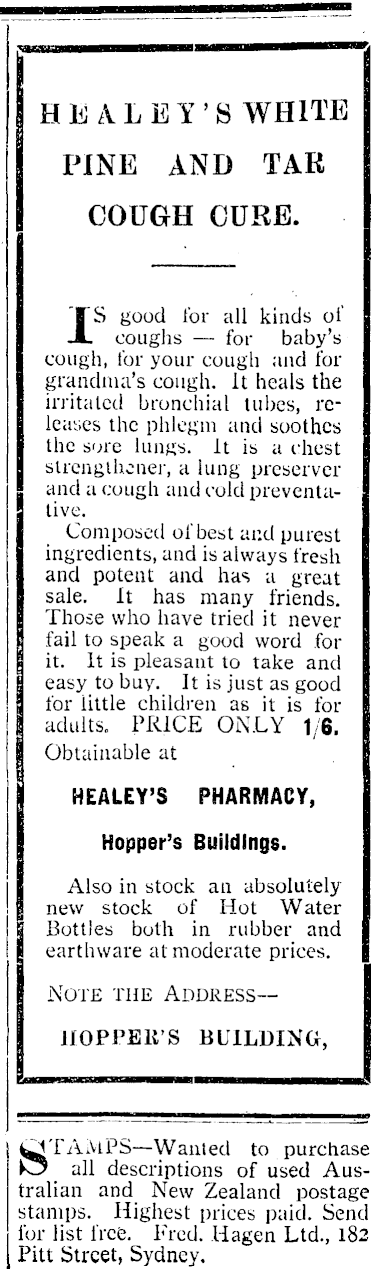 HEALEY'S WHITE
PINE AND TAR
COUGH CURE.
IS good for all kinds of
coughs — for baby's
cough, for your cough and for
grandma's cough. It heals the
irritated bronchial tubes, re-
leases the phlegm and soothes
the sore lungs. It is a chest
strengthener, a lung preserver
and a cough and cold preventa-
tive.
Composed of best and purest
ingredients, and is always fresh
and potent and has a great
sale. It has many friends.
Those who have tried it never
fail to speak a good word for
it. It is pleasant to take and
easy to buy. It is just as good
for little children as it is for
adults. PRICE ONLY 1/6.
Obtainable at
HEALEY'S PHARMACY,
Hopper's Buildings.
Also in stock an absolutely
new stock of Hot Water
Bottles both in rubber and
earthware at moderate prices.
NOTE THE ADDRESS—
HOPPER'S BUILDING,
STAMPS—Wanted to purchase
all descriptions of used Aus-
tralian and New Zealand postage
stamps. Highest prices paid. Send
for list free. Fred. Hagen Ltd., 182
Pitt Street, Sydney.